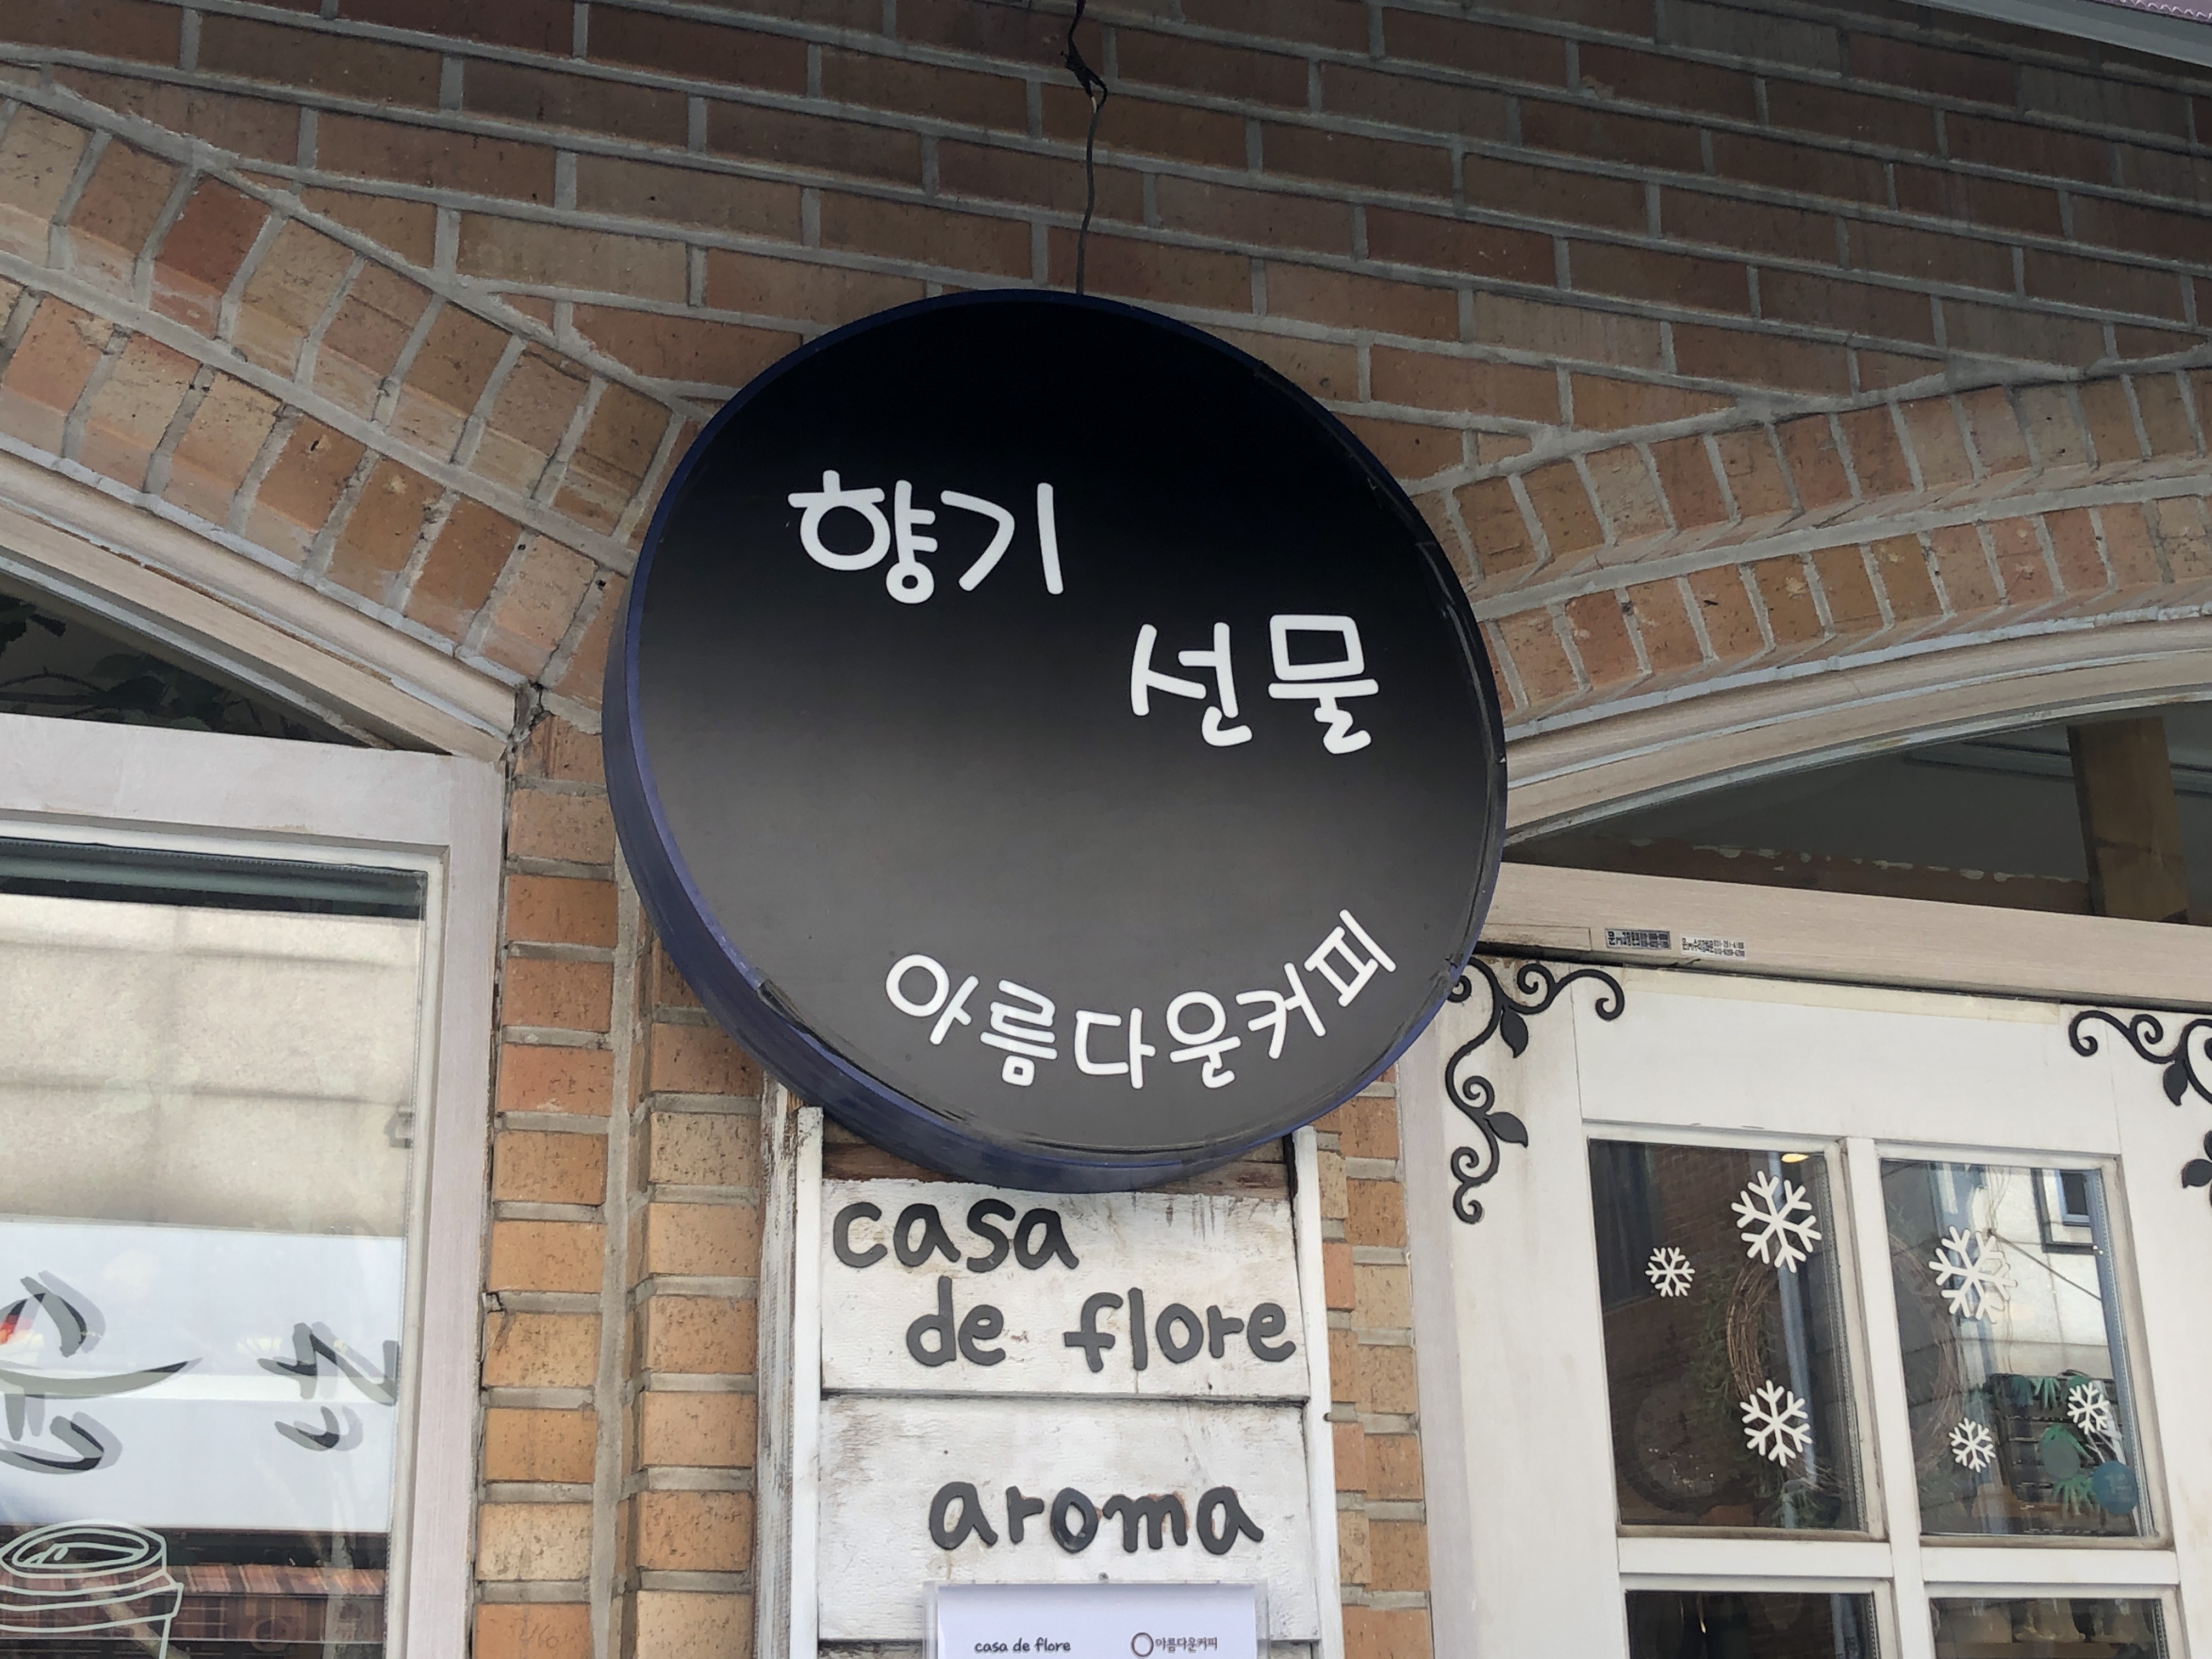 향기
선물
아름다운커피
casa
de flore
aroma
casa de flore
아름다운커피